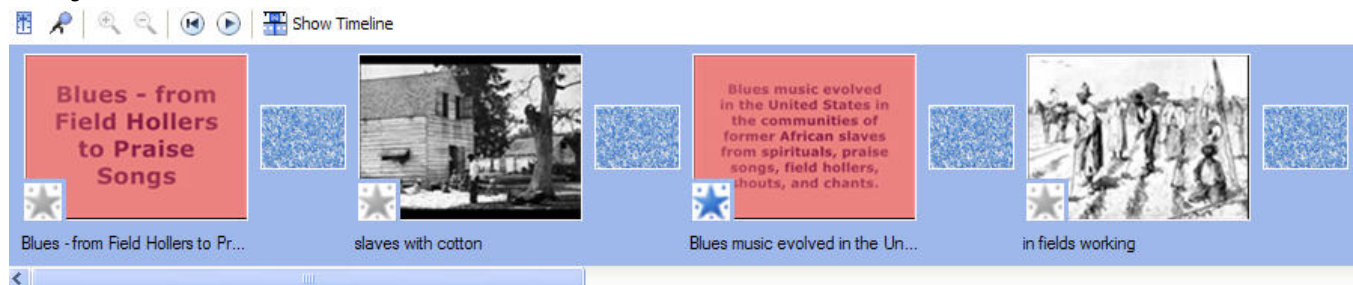 Show Timeline
Blues - from
Field Hollers
to Praise
Songs
Blues music evolved
in the United States in
the communities of
former African slaves
from spirituals, praise
songs, field hollers,
shouts, and chants.
Blues - from Field Hollers to Pr...
slaves with cotton
Blues music evolved in the Un...
in fields working